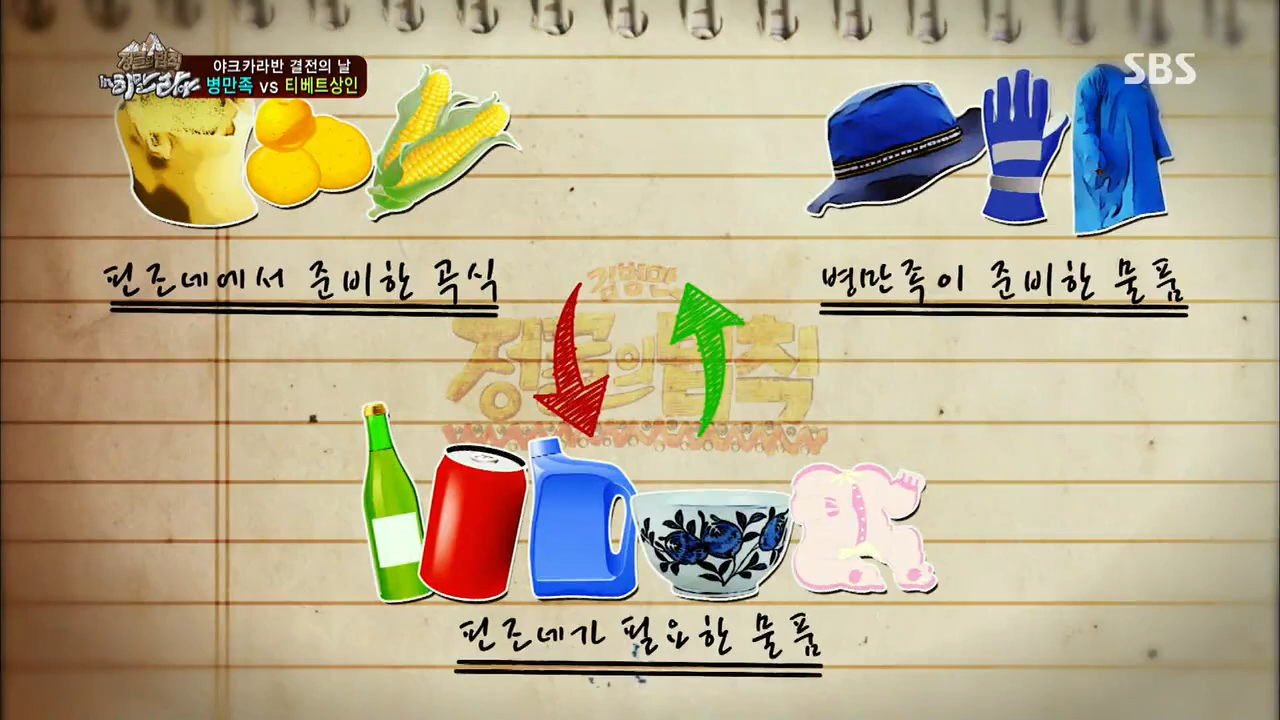 정글의법칙
in 히말라야
야크카라반 결전의 날
병만족 vs 티베트상인
SBS
펀조네에서 준비한 곡식
병만족이 준비한 물품
김병만
정글의 법칙
펀조네가 필요한 물품